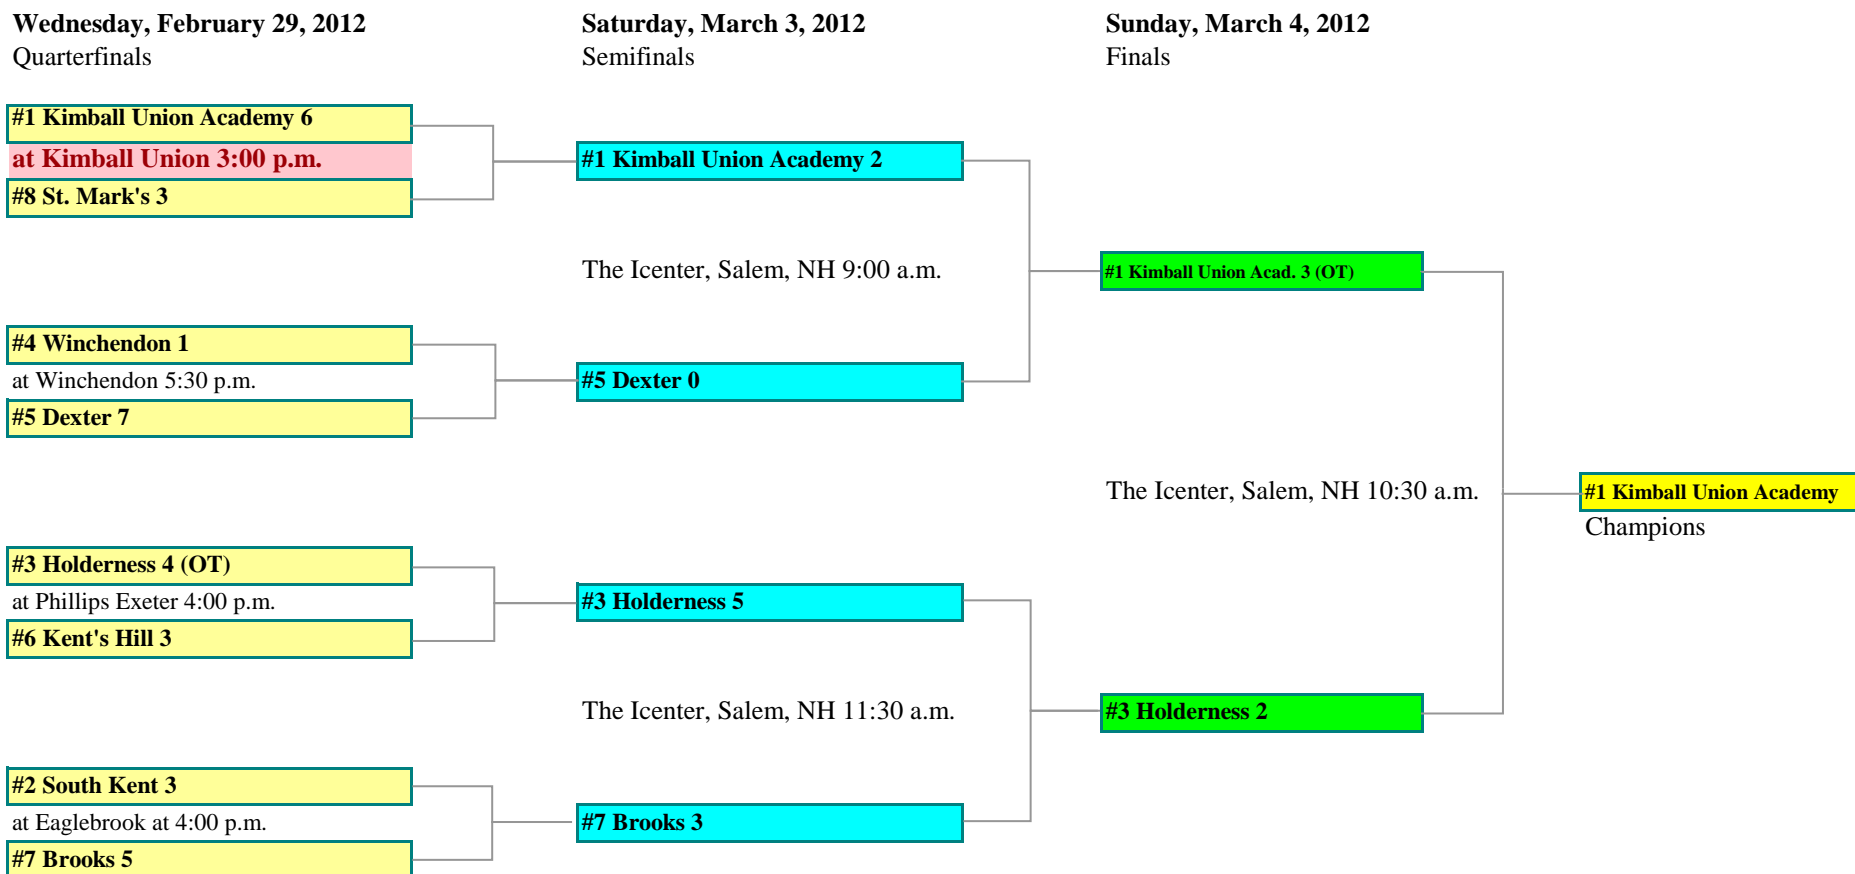 Wednesday, February 29, 2012
Quarterfinals
Saturday, March 3, 2012
Semifinals
Sunday, March 4, 2012
Finals
#1 Kimball Union Academy 6
at Kimball Union 3:00 p.m.
#8 St. Mark's 3
#4 Winchendon 1
at Winchendon 5:30 p.m.
#5 Dexter 7
#3 Holderness 4 (OT)
at Phillips Exeter 4:00 p.m.
#6 Kent's Hill 3
#2 South Kent 3
at Eaglebrook at 4:00 p.m.
#7 Brooks 5
#1 Kimball Union Academy 2
The Icenter, Salem, NH 9:00 a.m.
#5 Dexter 0
#3 Holderness 5
The Icenter, Salem, NH 11:30 a.m.
#7 Brooks 3
#1 Kimball Union Acad. 3 (OT)
The Icenter, Salem, NH 10:30 a.m.
#3 Holderness 2
#1 Kimball Union Academy
Champions